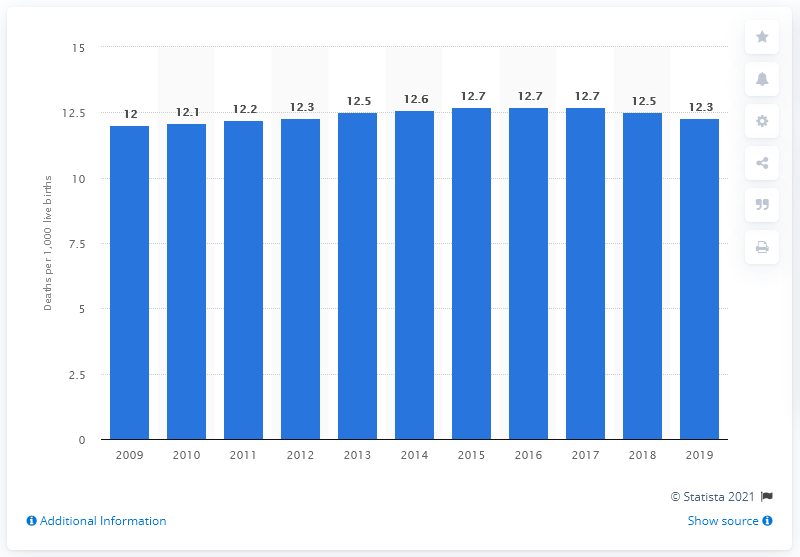 15
12.5
10
7.5
5
2.5
0
Deaths per 1,000 live births
12 12.1 12.2 12.3 12.5 12.6 12.7 12.7 12.7 12.5 12.3
2009 2010 2011 2012 2013 2014 2015 2016 2017 2018 2019
© Statista 2021
Additional Information
Show source